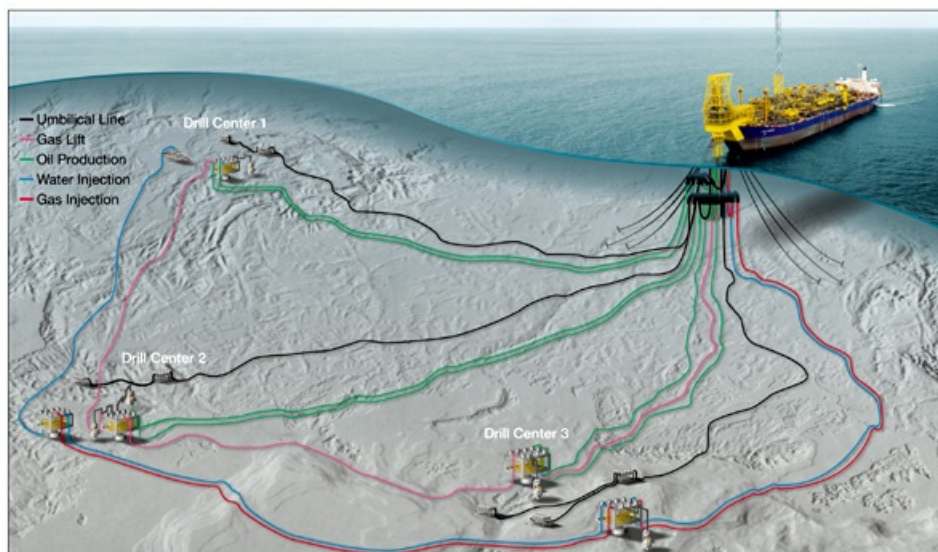 Drill Center 1
Umbilical Line
Gas Lift
Oil Production
Water Injection
Gas Injection
Drill Center 2
Drill Center 3